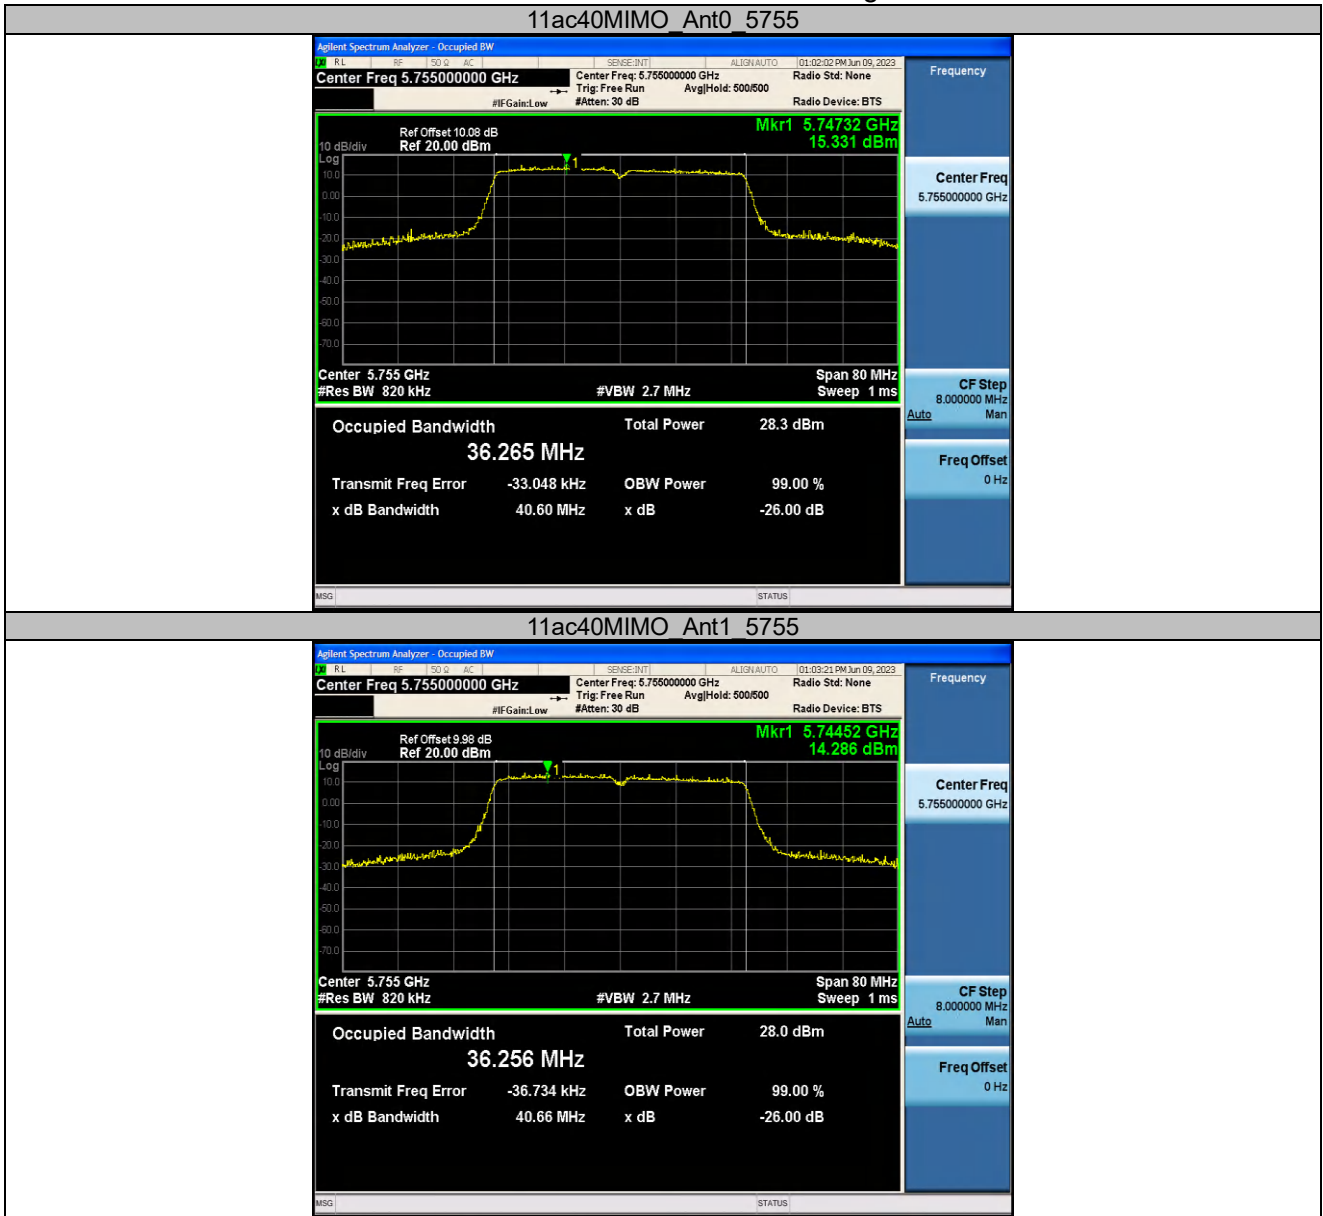 11ac40MIMO_Ant0_5755
Agilent Spectrum Analyzer - Occupied BW
RL RF 50 Ω AC SENSE:INT ALIGN AUTO 01:02:02 PM Jun 09, 2023
Center Freq 5.755000000 GHz
Center Freq: 5.755000000 GHz
Radio Std: None
Trig: Free Run Avg|Hold: 500/500
#IFGain:Low #Atten: 30 dB Radio Device: BTS
Frequency
Mkr1 5.74732 GHz
15.331 dBm
Ref Offset 10.08 dB
10 dB/div Ref 20.00 dBm
Log
10.0
0.00
-10.0
-20.0
-30.0
-40.0
-50.0
-60.0
-70.0
1
Center 5.755 GHz Span 80 MHz
#Res BW 820 kHz #VBW 2.7 MHz Sweep 1 ms
Occupied Bandwidth Total Power 28.3 dBm
36.265 MHz
Transmit Freq Error -33.048 kHz OBW Power 99.00 %
x dB Bandwidth 40.60 MHz x dB -26.00 dB
Center Freq
5.755000000 GHz
CF Step
8.000000 MHz
Auto Man
Freq Offset
0 Hz
MSG STATUS
11ac40MIMO_Ant1_5755
Agilent Spectrum Analyzer - Occupied BW
RL RF 50 Ω AC SENSE:INT ALIGN AUTO 01:03:21 PM Jun 09, 2023
Center Freq 5.755000000 GHz
Center Freq: 5.755000000 GHz
Radio Std: None
Trig: Free Run Avg|Hold: 500/500
#IFGain:Low #Atten: 30 dB Radio Device: BTS
Frequency
Mkr1 5.74452 GHz
14.286 dBm
Ref Offset 9.98 dB
10 dB/div Ref 20.00 dBm
Log
10.0
0.00
-10.0
-20.0
-30.0
-40.0
-50.0
-60.0
-70.0
1
Center 5.755 GHz Span 80 MHz
#Res BW 820 kHz #VBW 2.7 MHz Sweep 1 ms
Occupied Bandwidth Total Power 28.0 dBm
36.256 MHz
Transmit Freq Error -36.734 kHz OBW Power 99.00 %
x dB Bandwidth 40.66 MHz x dB -26.00 dB
Center Freq
5.755000000 GHz
CF Step
8.000000 MHz
Auto Man
Freq Offset
0 Hz
MSG STATUS